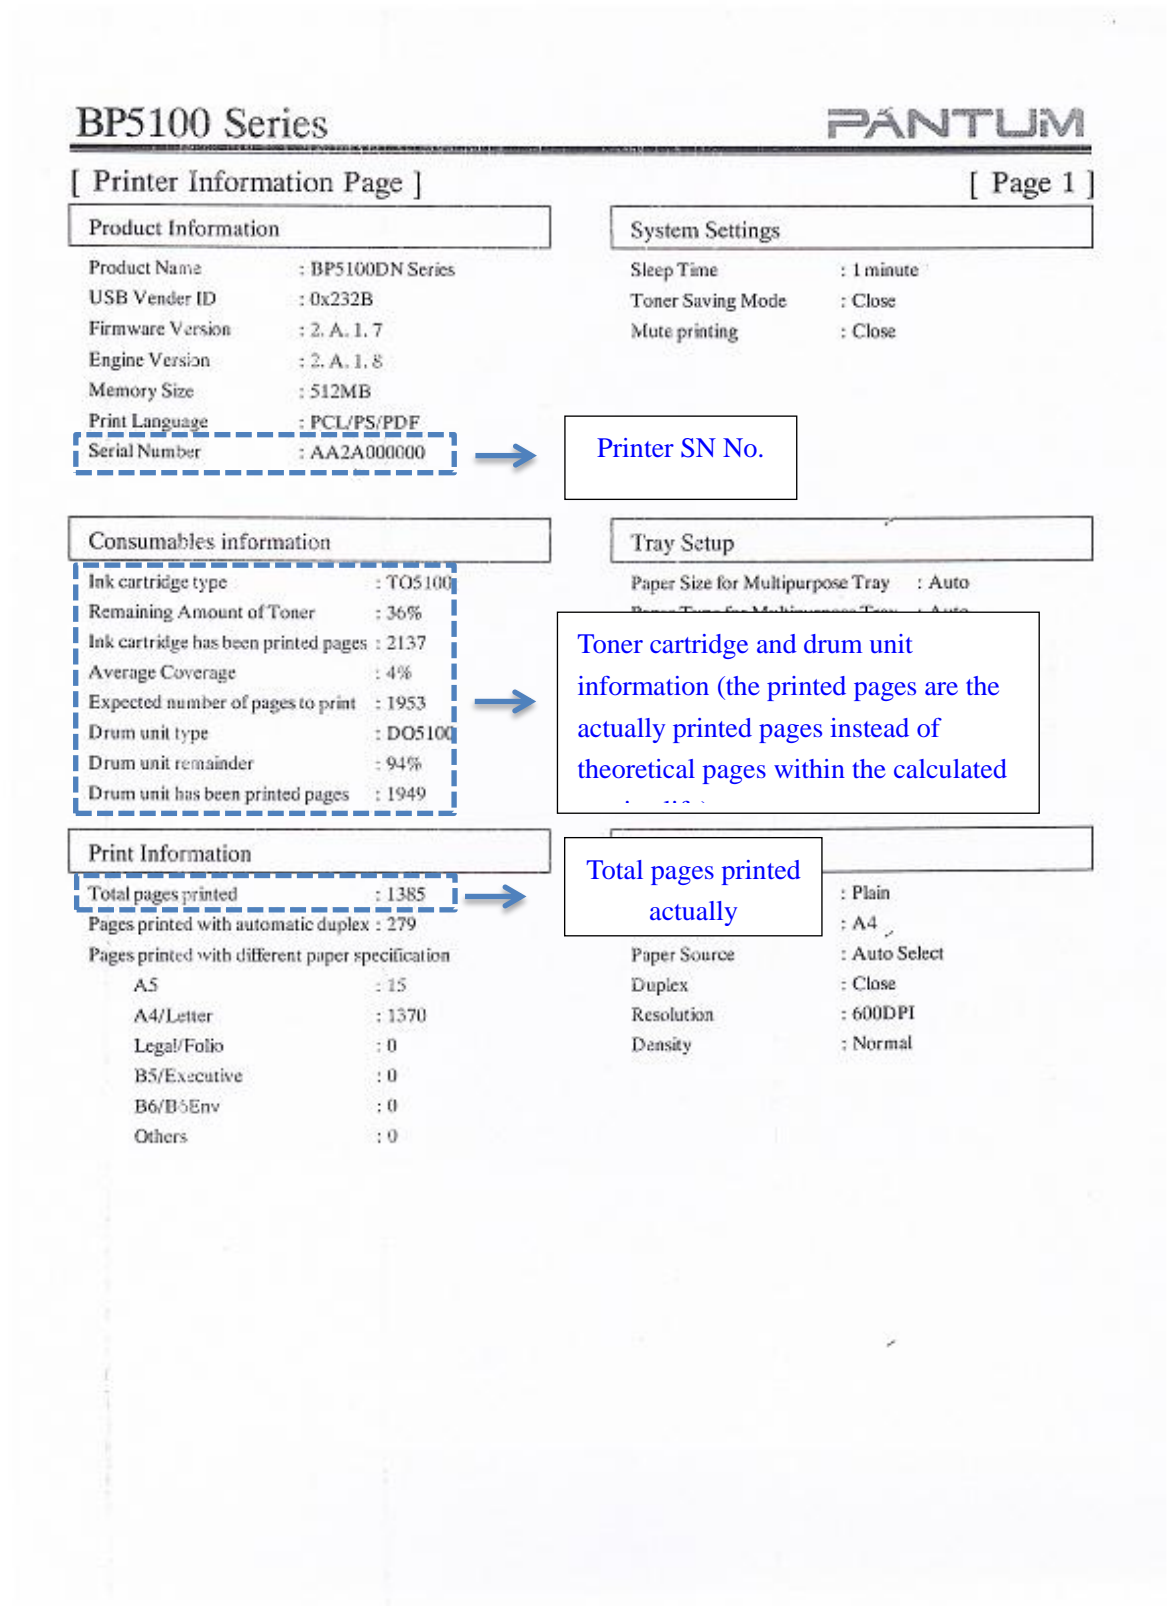 BP5100 Series PANTUM
[ Printer Information Page ] [ Page 1 ]
Product Information
Product Name : BP5100DN Series
USB Vender ID : 0x232B
Firmware Version : 2. A. 1. 7
Engine Version : 2. A. 1. 8
Memory Size : 512MB
Print Language : PCL/PS/PDF
Serial Number : AA2A000000
System Settings
Sleep Time : 1 minute
Toner Saving Mode : Close
Mute printing : Close
Printer SN No.
Consumables information
Ink cartridge type : TO5100
Remaining Amount of Toner : 36%
Ink cartridge has been printed pages : 2137
Average Coverage : 4%
Expected number of pages to print : 1953
Drum unit type : DO5100
Drum unit remainder : 94%
Drum unit has been printed pages : 1949
Tray Setup
Paper Size for Multipurpose Tray : Auto
Paper Type for Multipurpose Tray : Auto
Toner cartridge and drum unit
information (the printed pages are the
actually printed pages instead of
theoretical pages within the calculated
Print Information
Total pages printed : 1385
Pages printed with automatic duplex : 279
Pages printed with different paper specification
A5 : 15
A4/Letter : 1370
Legal/Folio : 0
B5/Executive : 0
B6/B6Env : 0
Others : 0
Total pages printed
actually
: Plain
: A4
Paper Source : Auto Select
Duplex : Close
Resolution : 600DPI
Density : Normal